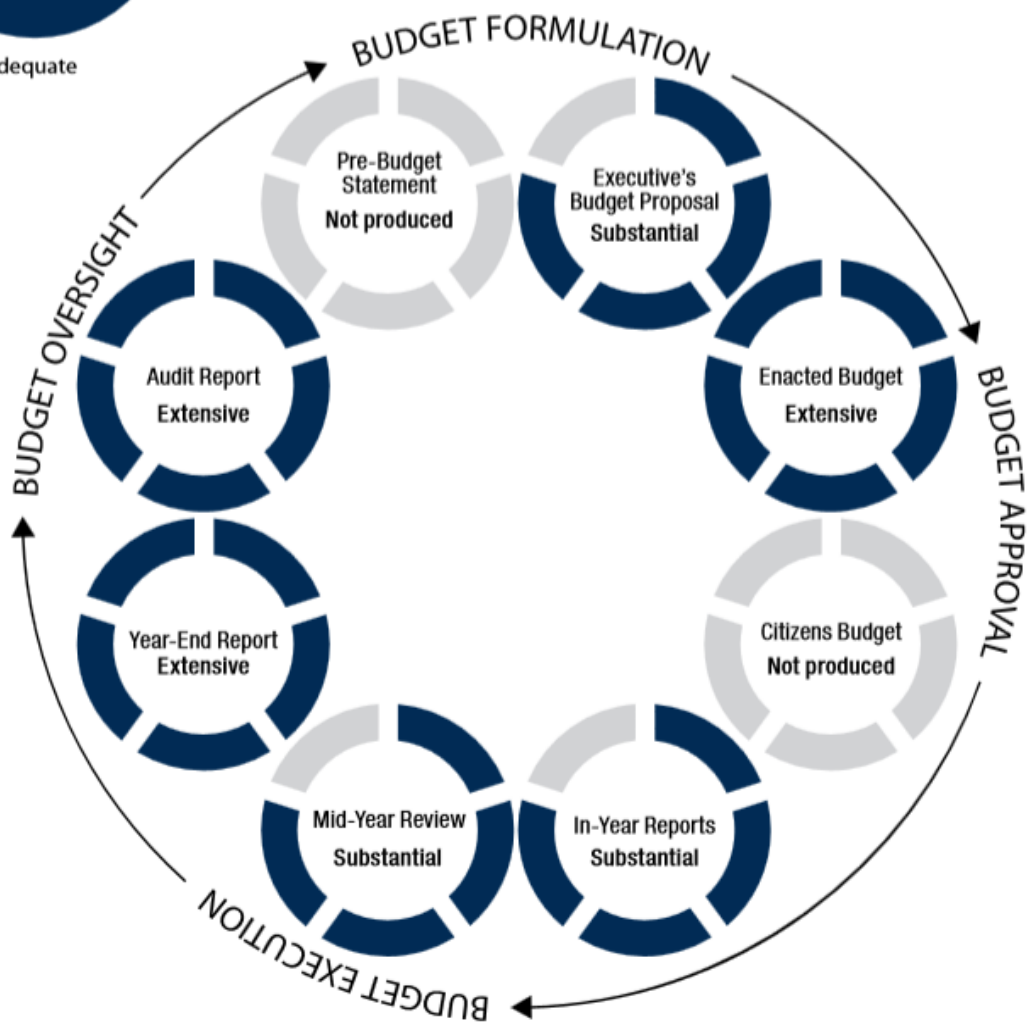 dequate
BUDGET FORMULATION
Pre-Budget
Statement
Not produced
Executive's
Budget Proposal
Substantial
BUDGET OVERSIGHT
Audit Report
Extensive
Enacted Budget
Extensive
BUDGET APPROVAL
Year-End Report
Extensive
Citizens Budget
Not produced
Mid-Year Review
Substantial
In-Year Reports
Substantial
BUDGET EXECUTION